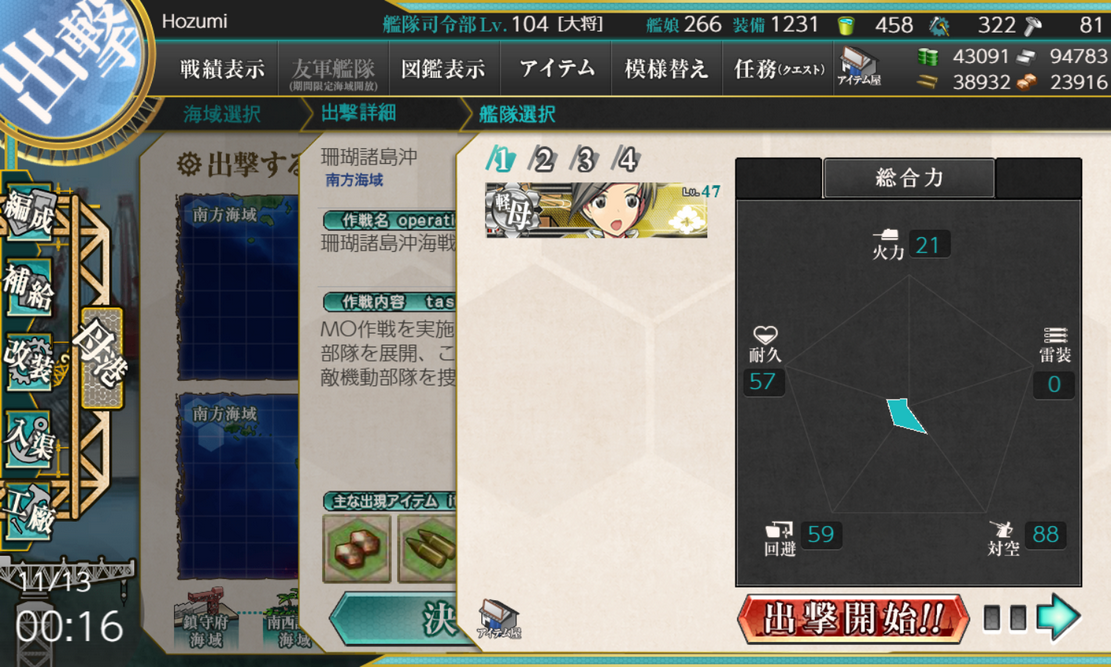 出撃
Hozumi
艦隊司令部Lv.104 [大将]
艦娘 266 装備 1231
458
322
81
戦績表示
友軍艦隊
(期間限定海域開放)
図鑑表示
アイテム
模様替え
任務(クエスト)
アイテム屋
43091
94783
38932
23916
海域選択
出撃詳細
艦隊選択
編成
補給
改装
入渠
工廠
母港
11/13
00:16
出撃する
南方海域
南方海域
鎮守府
海域
南西
海域
珊瑚諸島沖
南方海域
作戦名 operati
珊瑚諸島沖海戦
作戦内容 tas
MO作戦を実施
部隊を展開、こ
敵機動部隊を捜
主な出現アイテム it
決
1 2 3 4
軽母
Lv.47
アイテム屋
総合力
火力 21
耐久
57
雷装
0
回避 59
対空 88
出撃開始!!